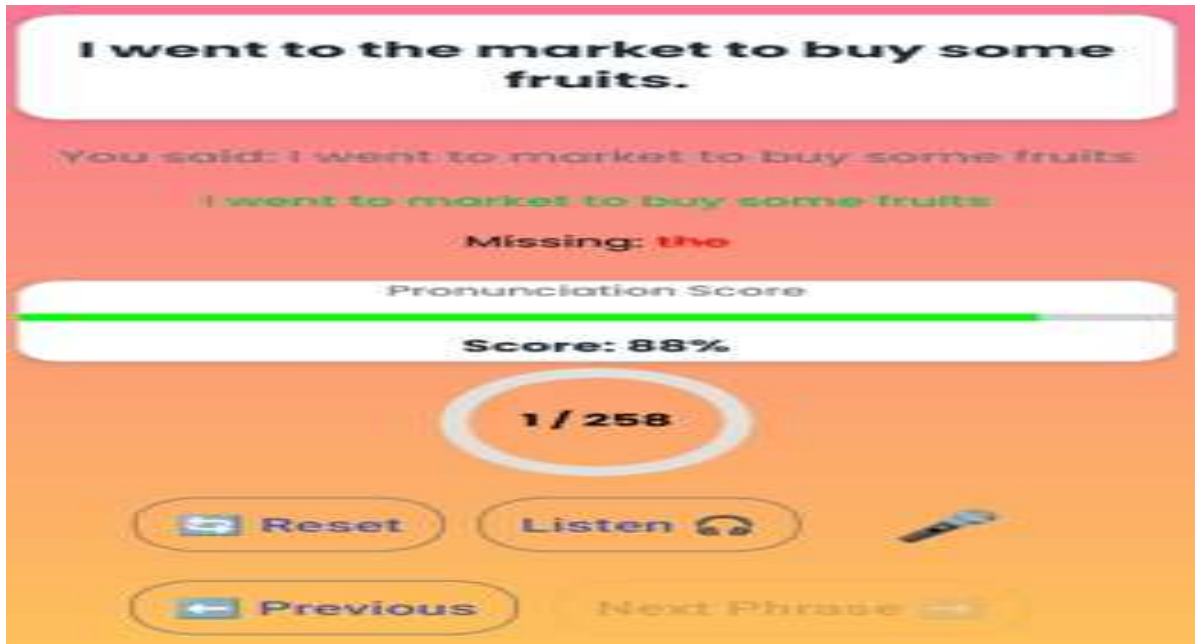 I went to the market to buy some
fruits.
You said: I went to market to buy some fruits
I went to market to buy some fruits
Missing: the
Pronunciation Score
Score: 88%
1 / 258
Reset
Listen
Previous
Next Phrase